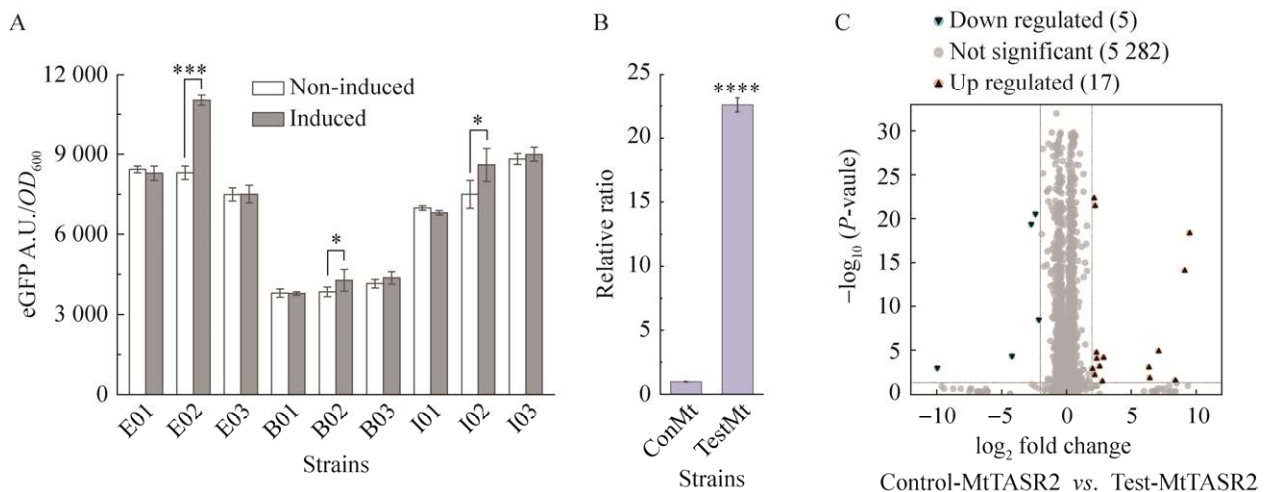 A
12 000
9 000
6 000
3 000
0
eGFP A.U./OD600
***
*
*
Non-induced
Induced
E01
E02
E03
B01
B02
B03
I01
I02
I03
Strains
B
25
20
15
10
5
0
Relative ratio
****
ConMt
TestMt
Strains
C
Down regulated (5)
Not significant (5 282)
Up regulated (17)
30
25
20
15
10
5
0
−log10 (P-vaule)
−10
−5
0
5
10
log2 fold change
Control-MtTASR2 vs. Test-MtTASR2